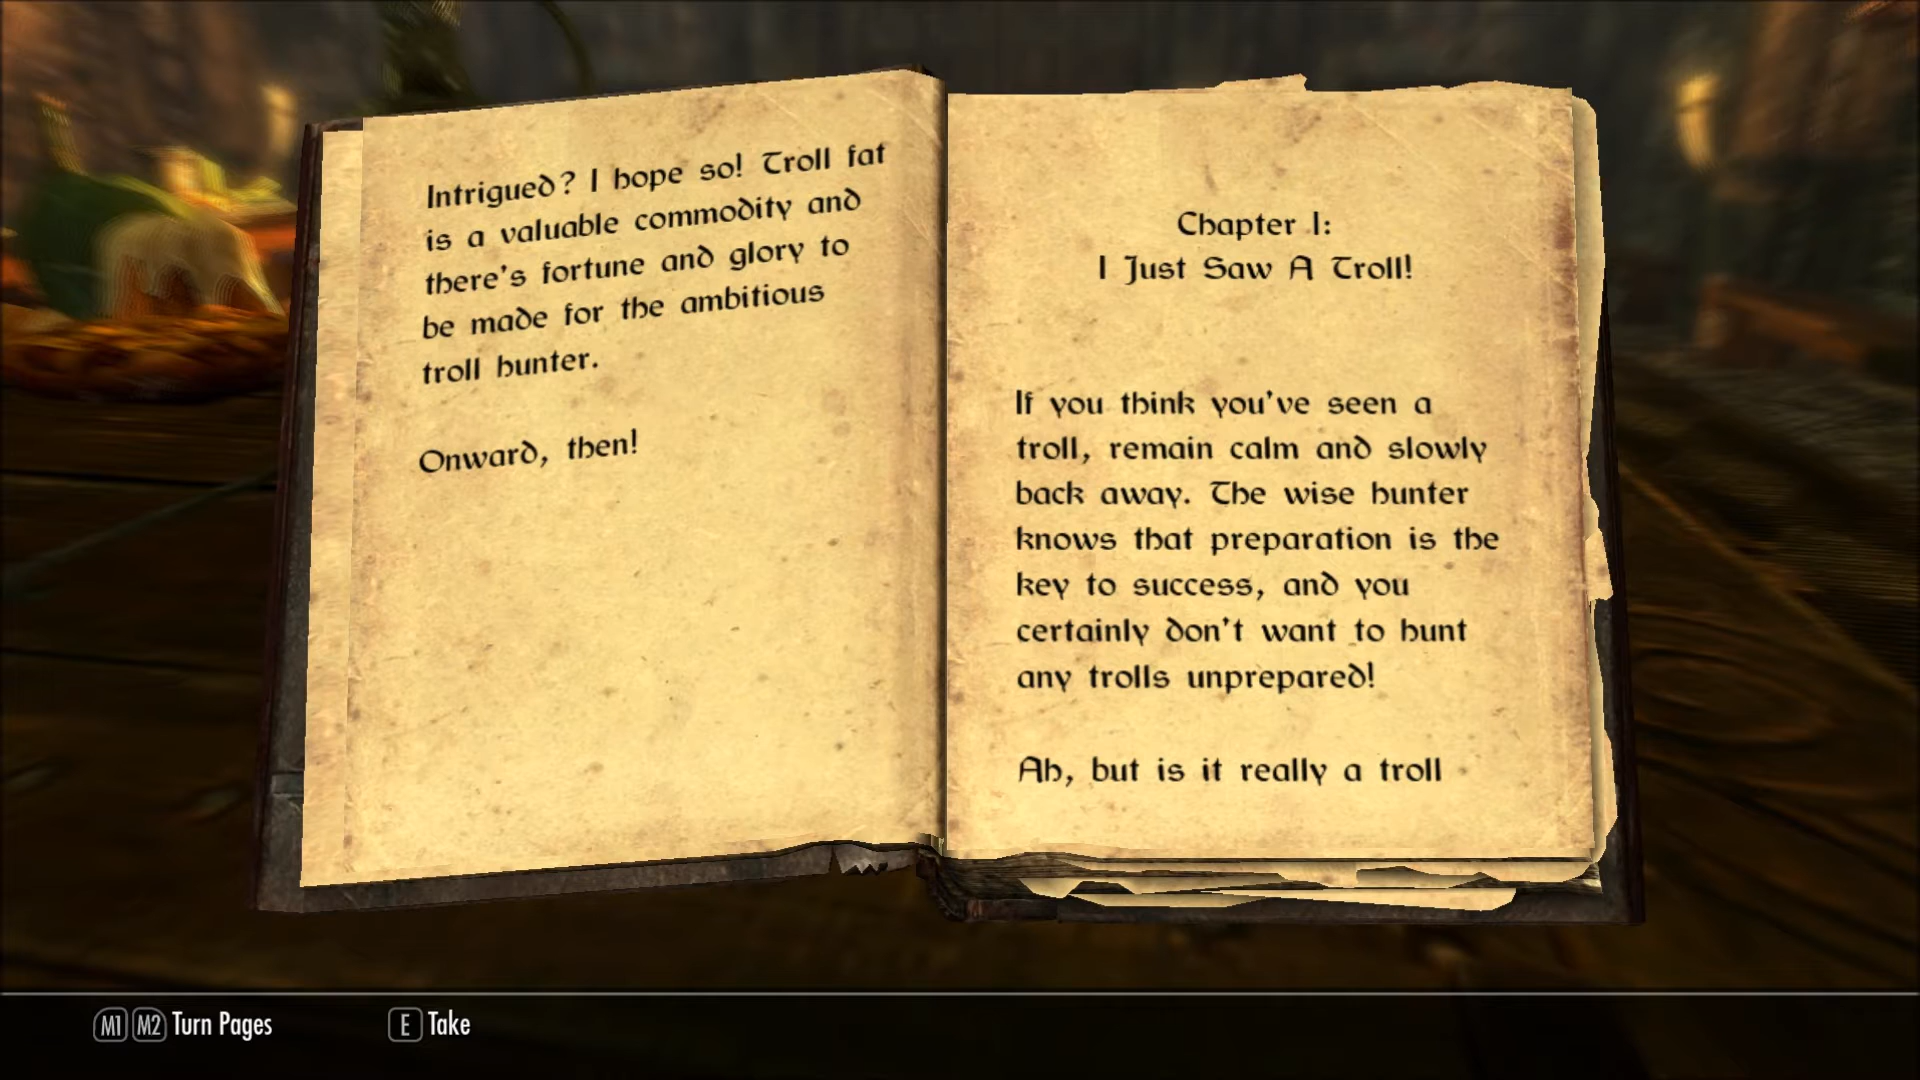 Intrigued? I hope so! Troll fat
is a valuable commodity and
there's fortune and glory to
be made for the ambitious
troll hunter.
Onward, then!
Chapter I:
I Just Saw A Troll!
If you think you've seen a
troll, remain calm and slowly
back away. The wise hunter
knows that preparation is the
key to success, and you
certainly don't want to hunt
any trolls unprepared!
Ah, but is it really a troll
M1 M2 Turn Pages
E Take